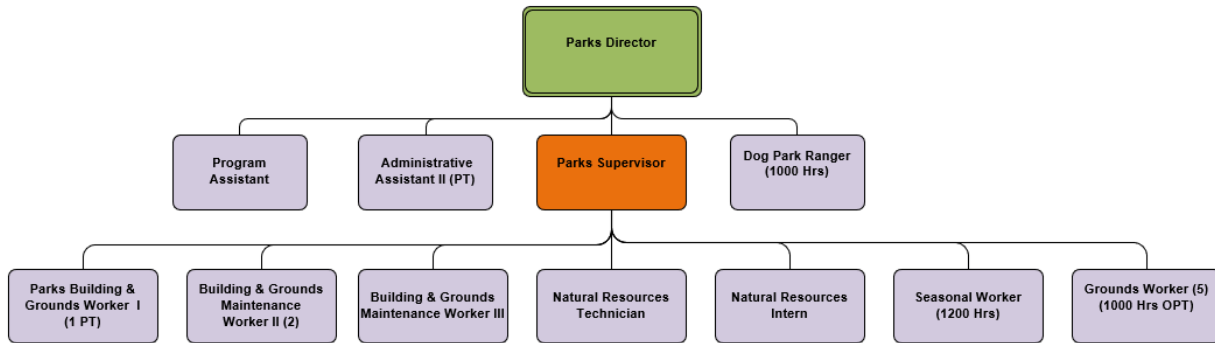 Parks Director
Program
Assistant
Administrative
Assistant II (PT)
Parks Supervisor
Dog Park Ranger
(1000 Hrs)
Parks Building &
Grounds Worker  I
(1 PT)
Building & Grounds
Maintenance
Worker II (2)
Building & Grounds
Maintenance Worker III
Natural Resources
Technician
Natural Resources
Intern
Seasonal Worker
(1200 Hrs)
Grounds Worker (5)
(1000 Hrs OPT)